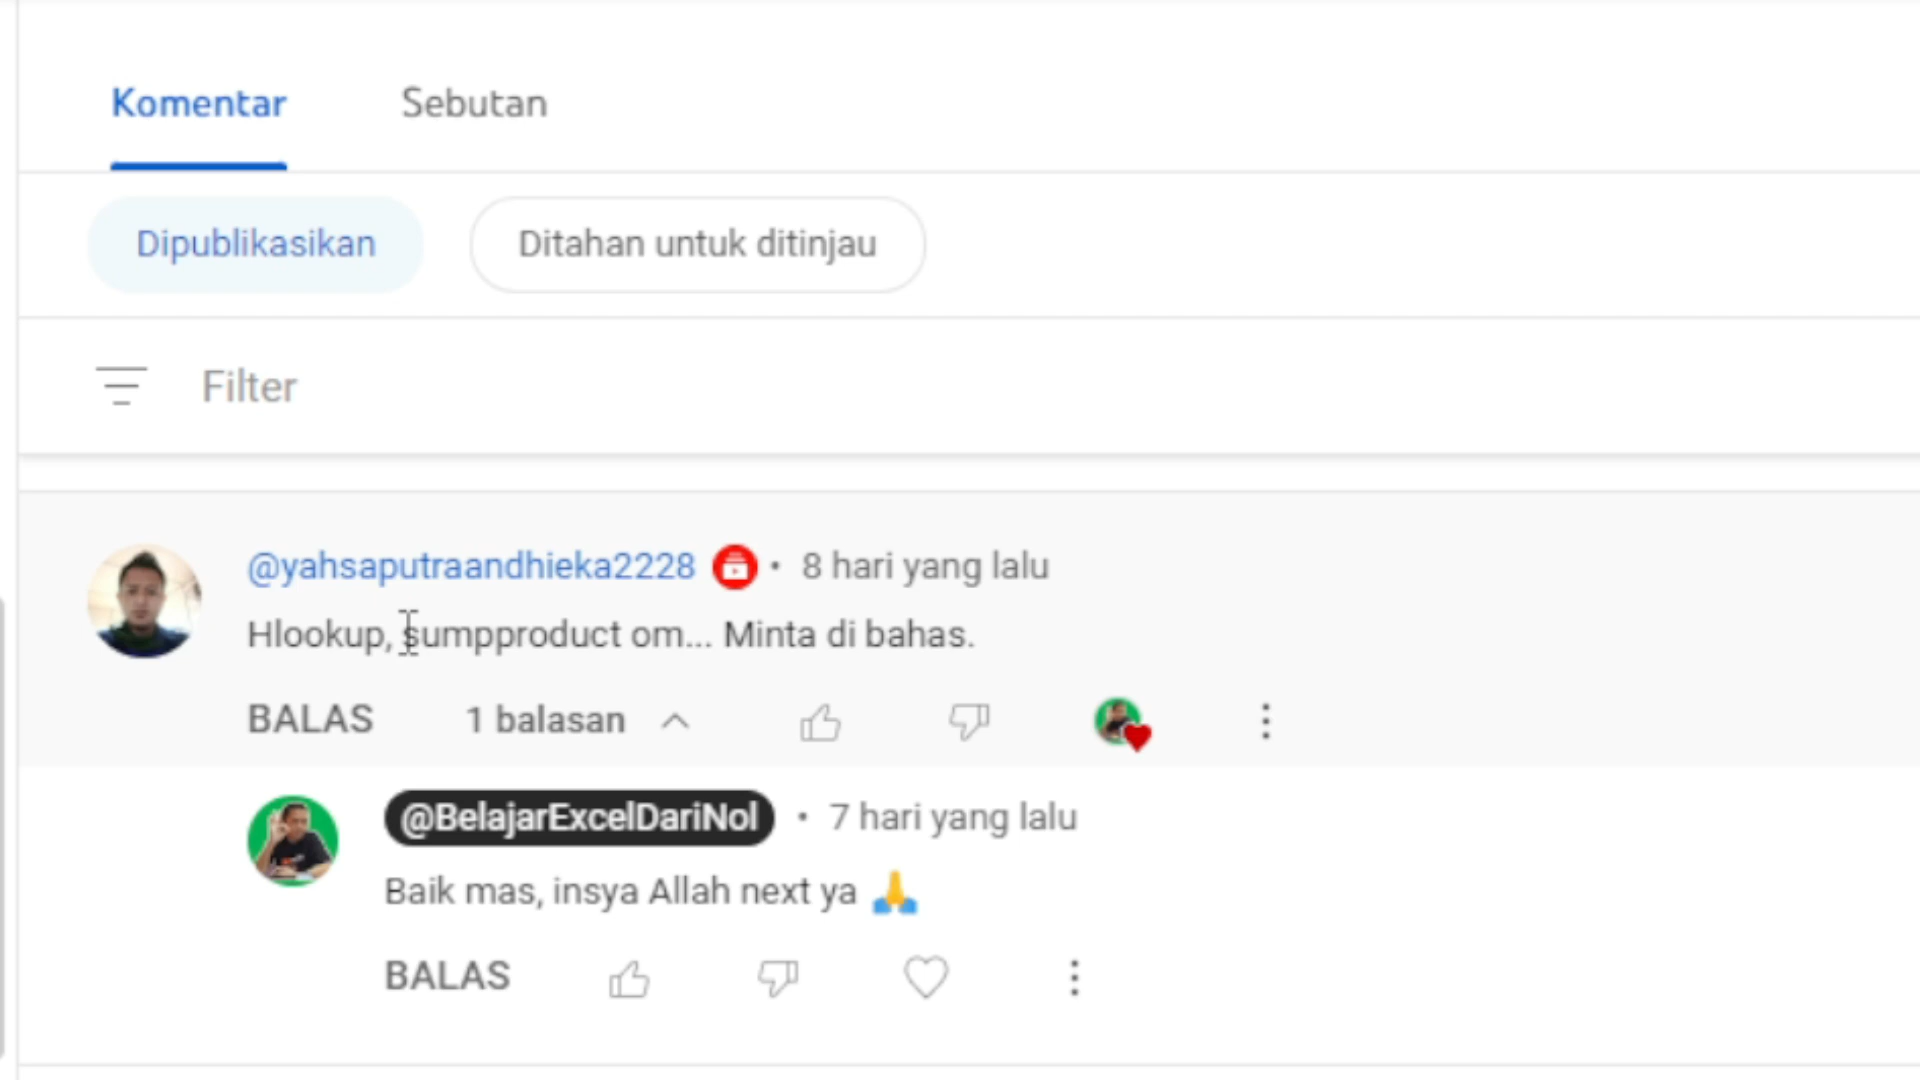 Komentar Sebutan
Dipublikasikan Ditahan untuk ditinjau
Filter
@yahsaputraandhieka2228 • 8 hari yang lalu
Hlookup, sumpproduct om... Minta di bahas.
BALAS 1 balasan
@BelajarExcelDariNol • 7 hari yang lalu
Baik mas, insya Allah next ya 🙏
BALAS